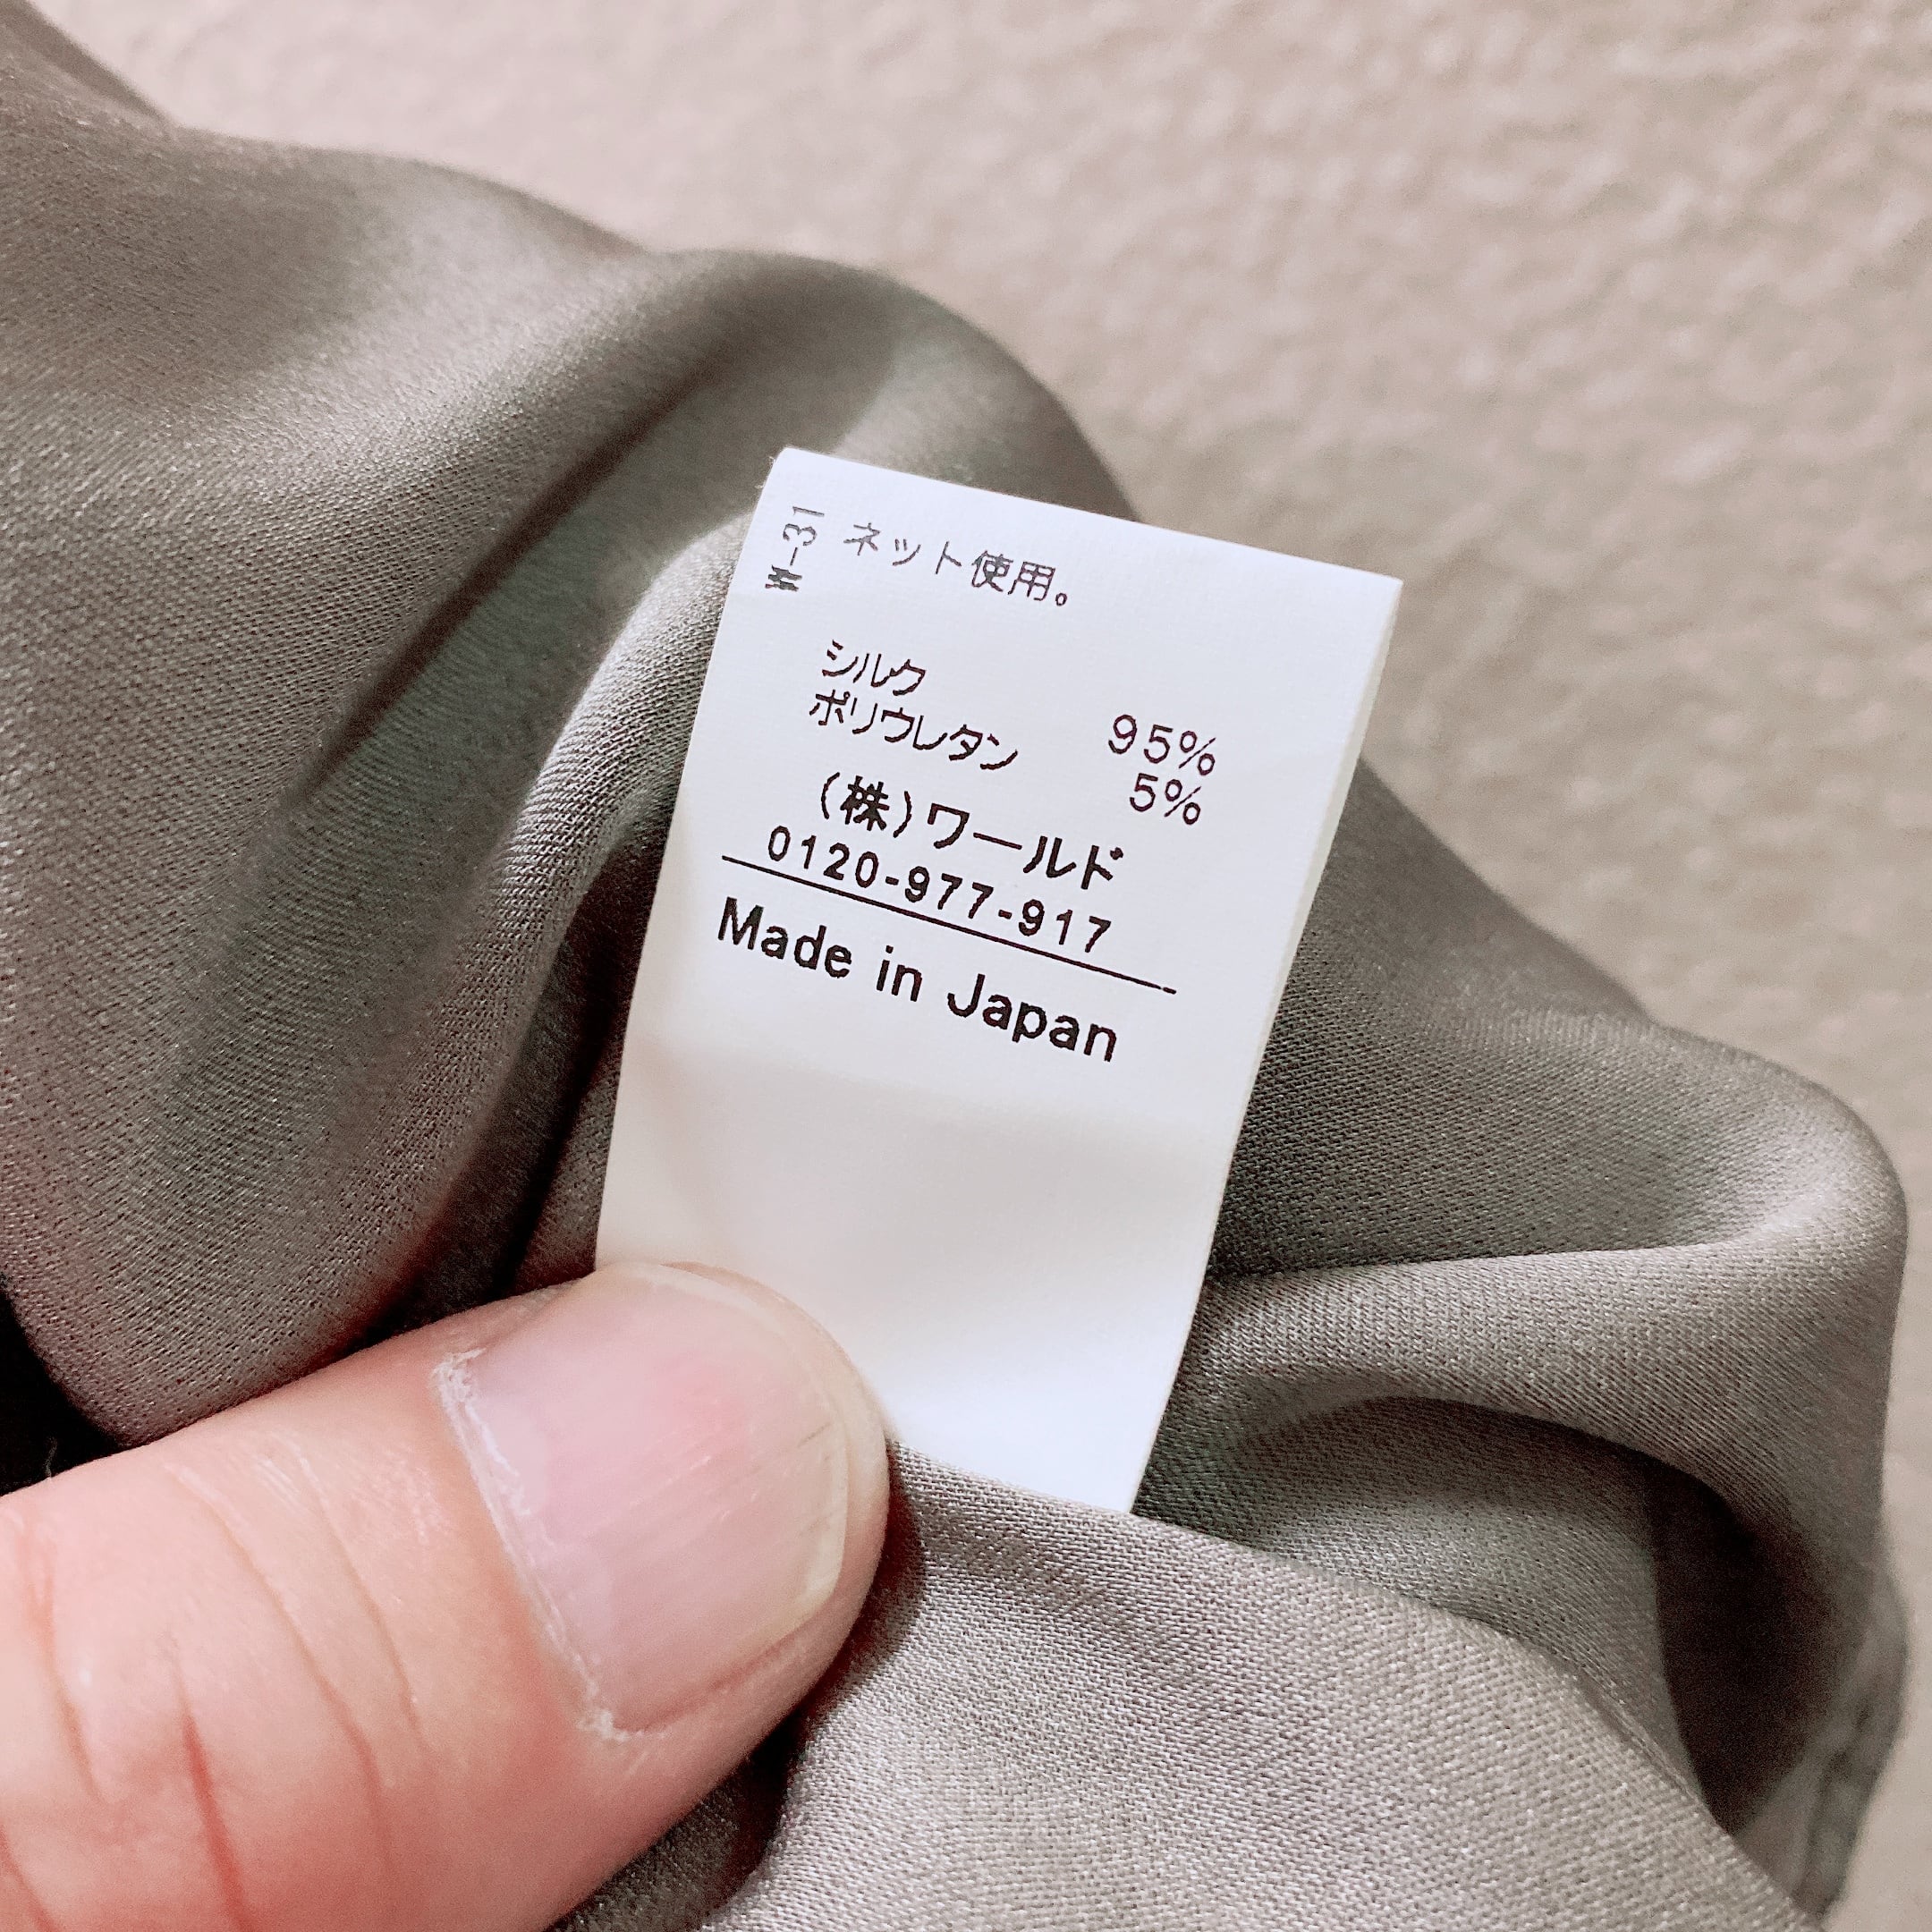 W-31
ネット使用。
シルク 95%
ポリウレタン 5%
(株)ワールド
0120-977-917
Made in Japan